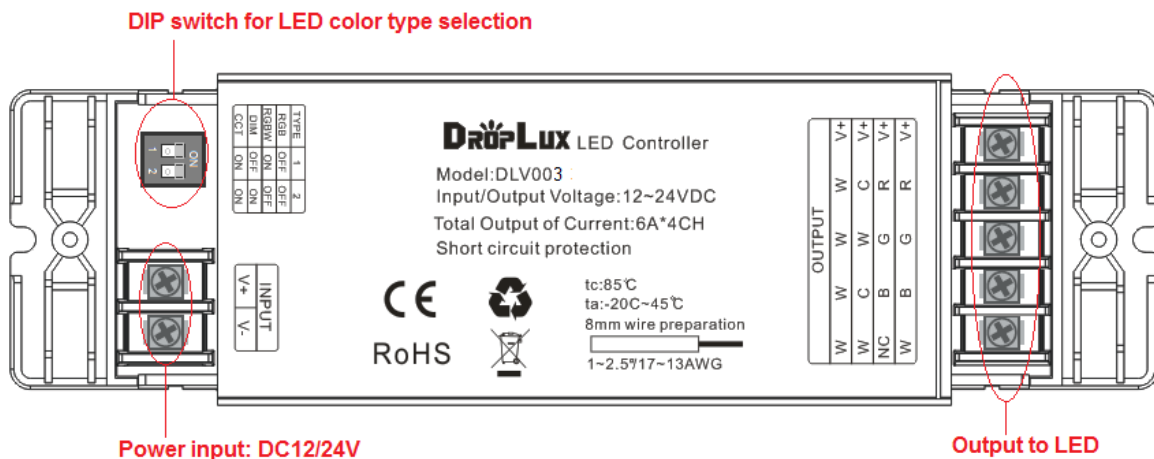 DIP switch for LED color type selection
ON
1 2
TYPE 1 2
RGB OFF OFF
RGBW ON OFF
DIM OFF ON
CCT ON ON
INPUT
V+ V-
DROPLUX LED Controller
Model:DLV003
Input/Output Voltage:12~24VDC
Total Output of Current:6A*4CH
Short circuit protection
CE
RoHS
tc:85℃
ta:-20C~45℃
8mm wire preparation
1~2.5㎡/17~13AWG
OUTPUT
W W W W V+
W C W C V+
NC B G R V+
W B G R V+
Power input: DC12/24V
Output to LED